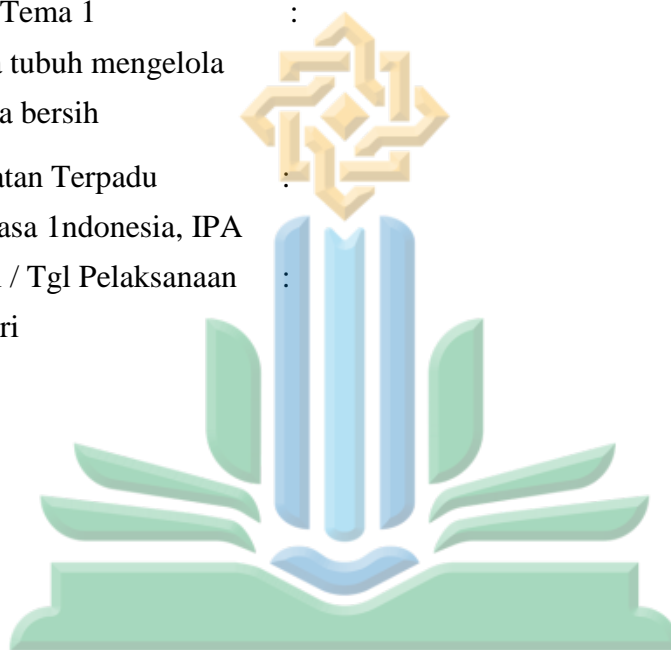 Tema 1 :
tubuh mengelola
a bersih
atan Terpadu :
asa 1ndonesia, IPA
/ Tgl Pelaksanaan :
ri